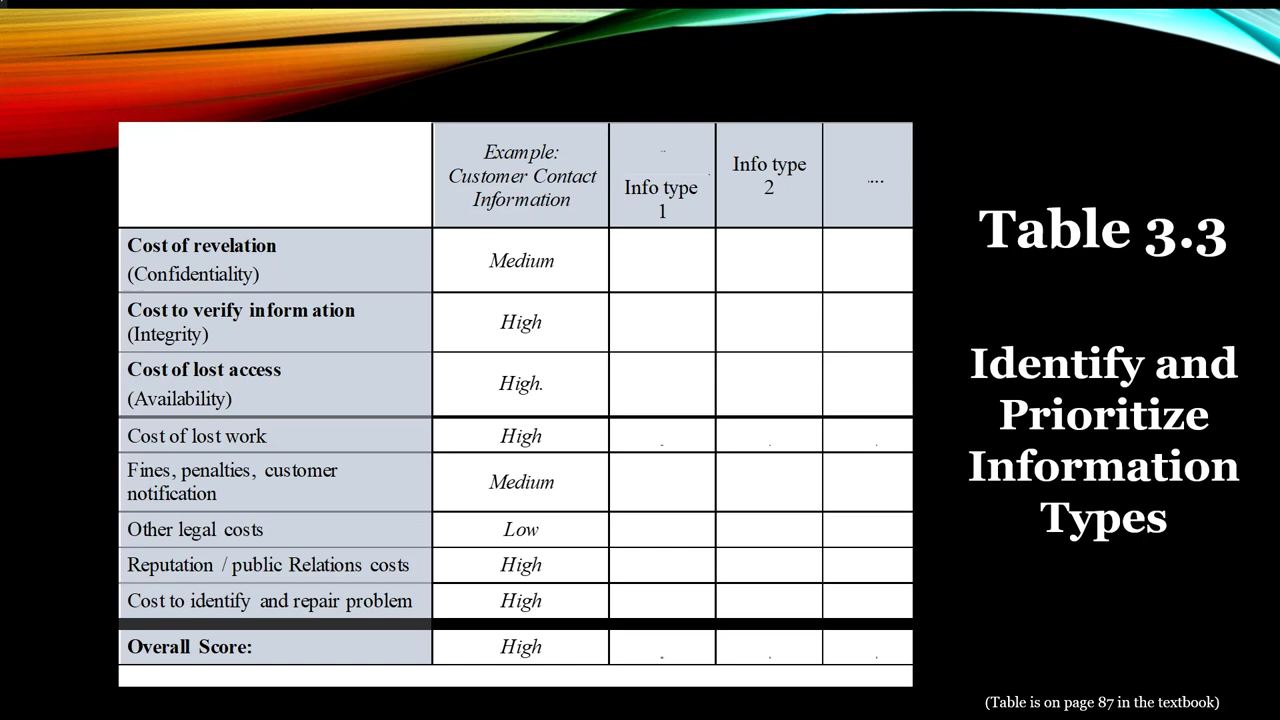 Example:
Customer Contact
Information
Info type
1
Info type
2
...
Cost of revelation
(Confidentiality)
Medium
Cost to verify information
(Integrity)
High
Cost of lost access
(Availability)
High.
Cost of lost work
High
Fines, penalties, customer
notification
Medium
Other legal costs
Low
Reputation / public Relations costs
High
Cost to identify and repair problem
High
Overall Score:
High
Table 3.3
Identify and
Prioritize
Information
Types
(Table is on page 87 in the textbook)